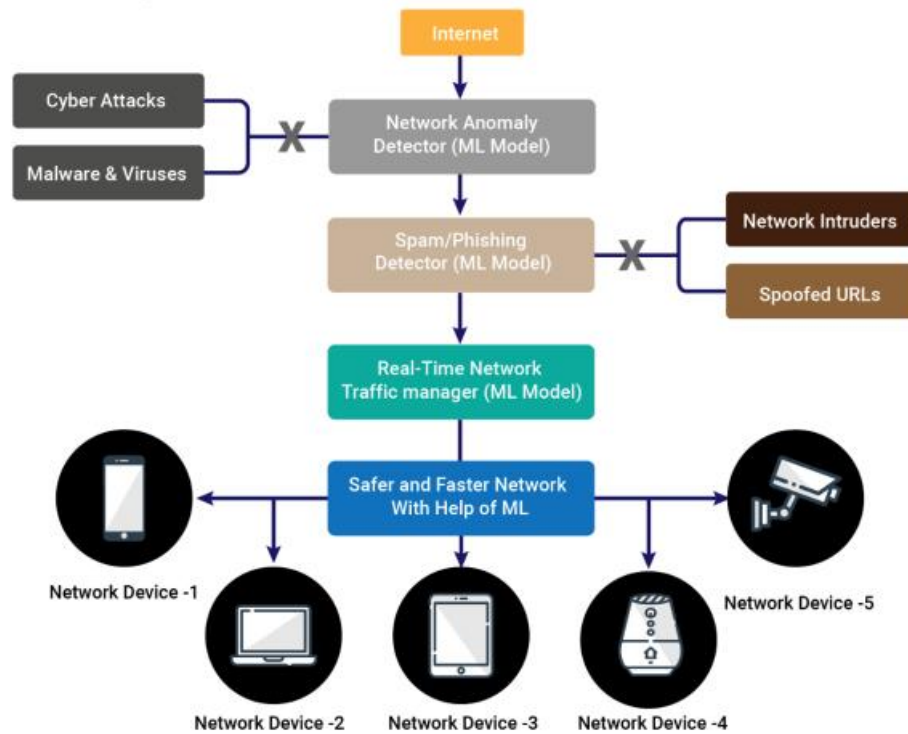 Internet
Cyber Attacks
Malware & Viruses
Network Anomaly
Detector (ML Model)
Spam/Phishing
Detector (ML Model)
Network Intruders
Spoofed URLs
Real-Time Network
Traffic manager (ML Model)
Safer and Faster Network
With Help of ML
Network Device -1
Network Device -2
Network Device -3
Network Device -4
Network Device -5